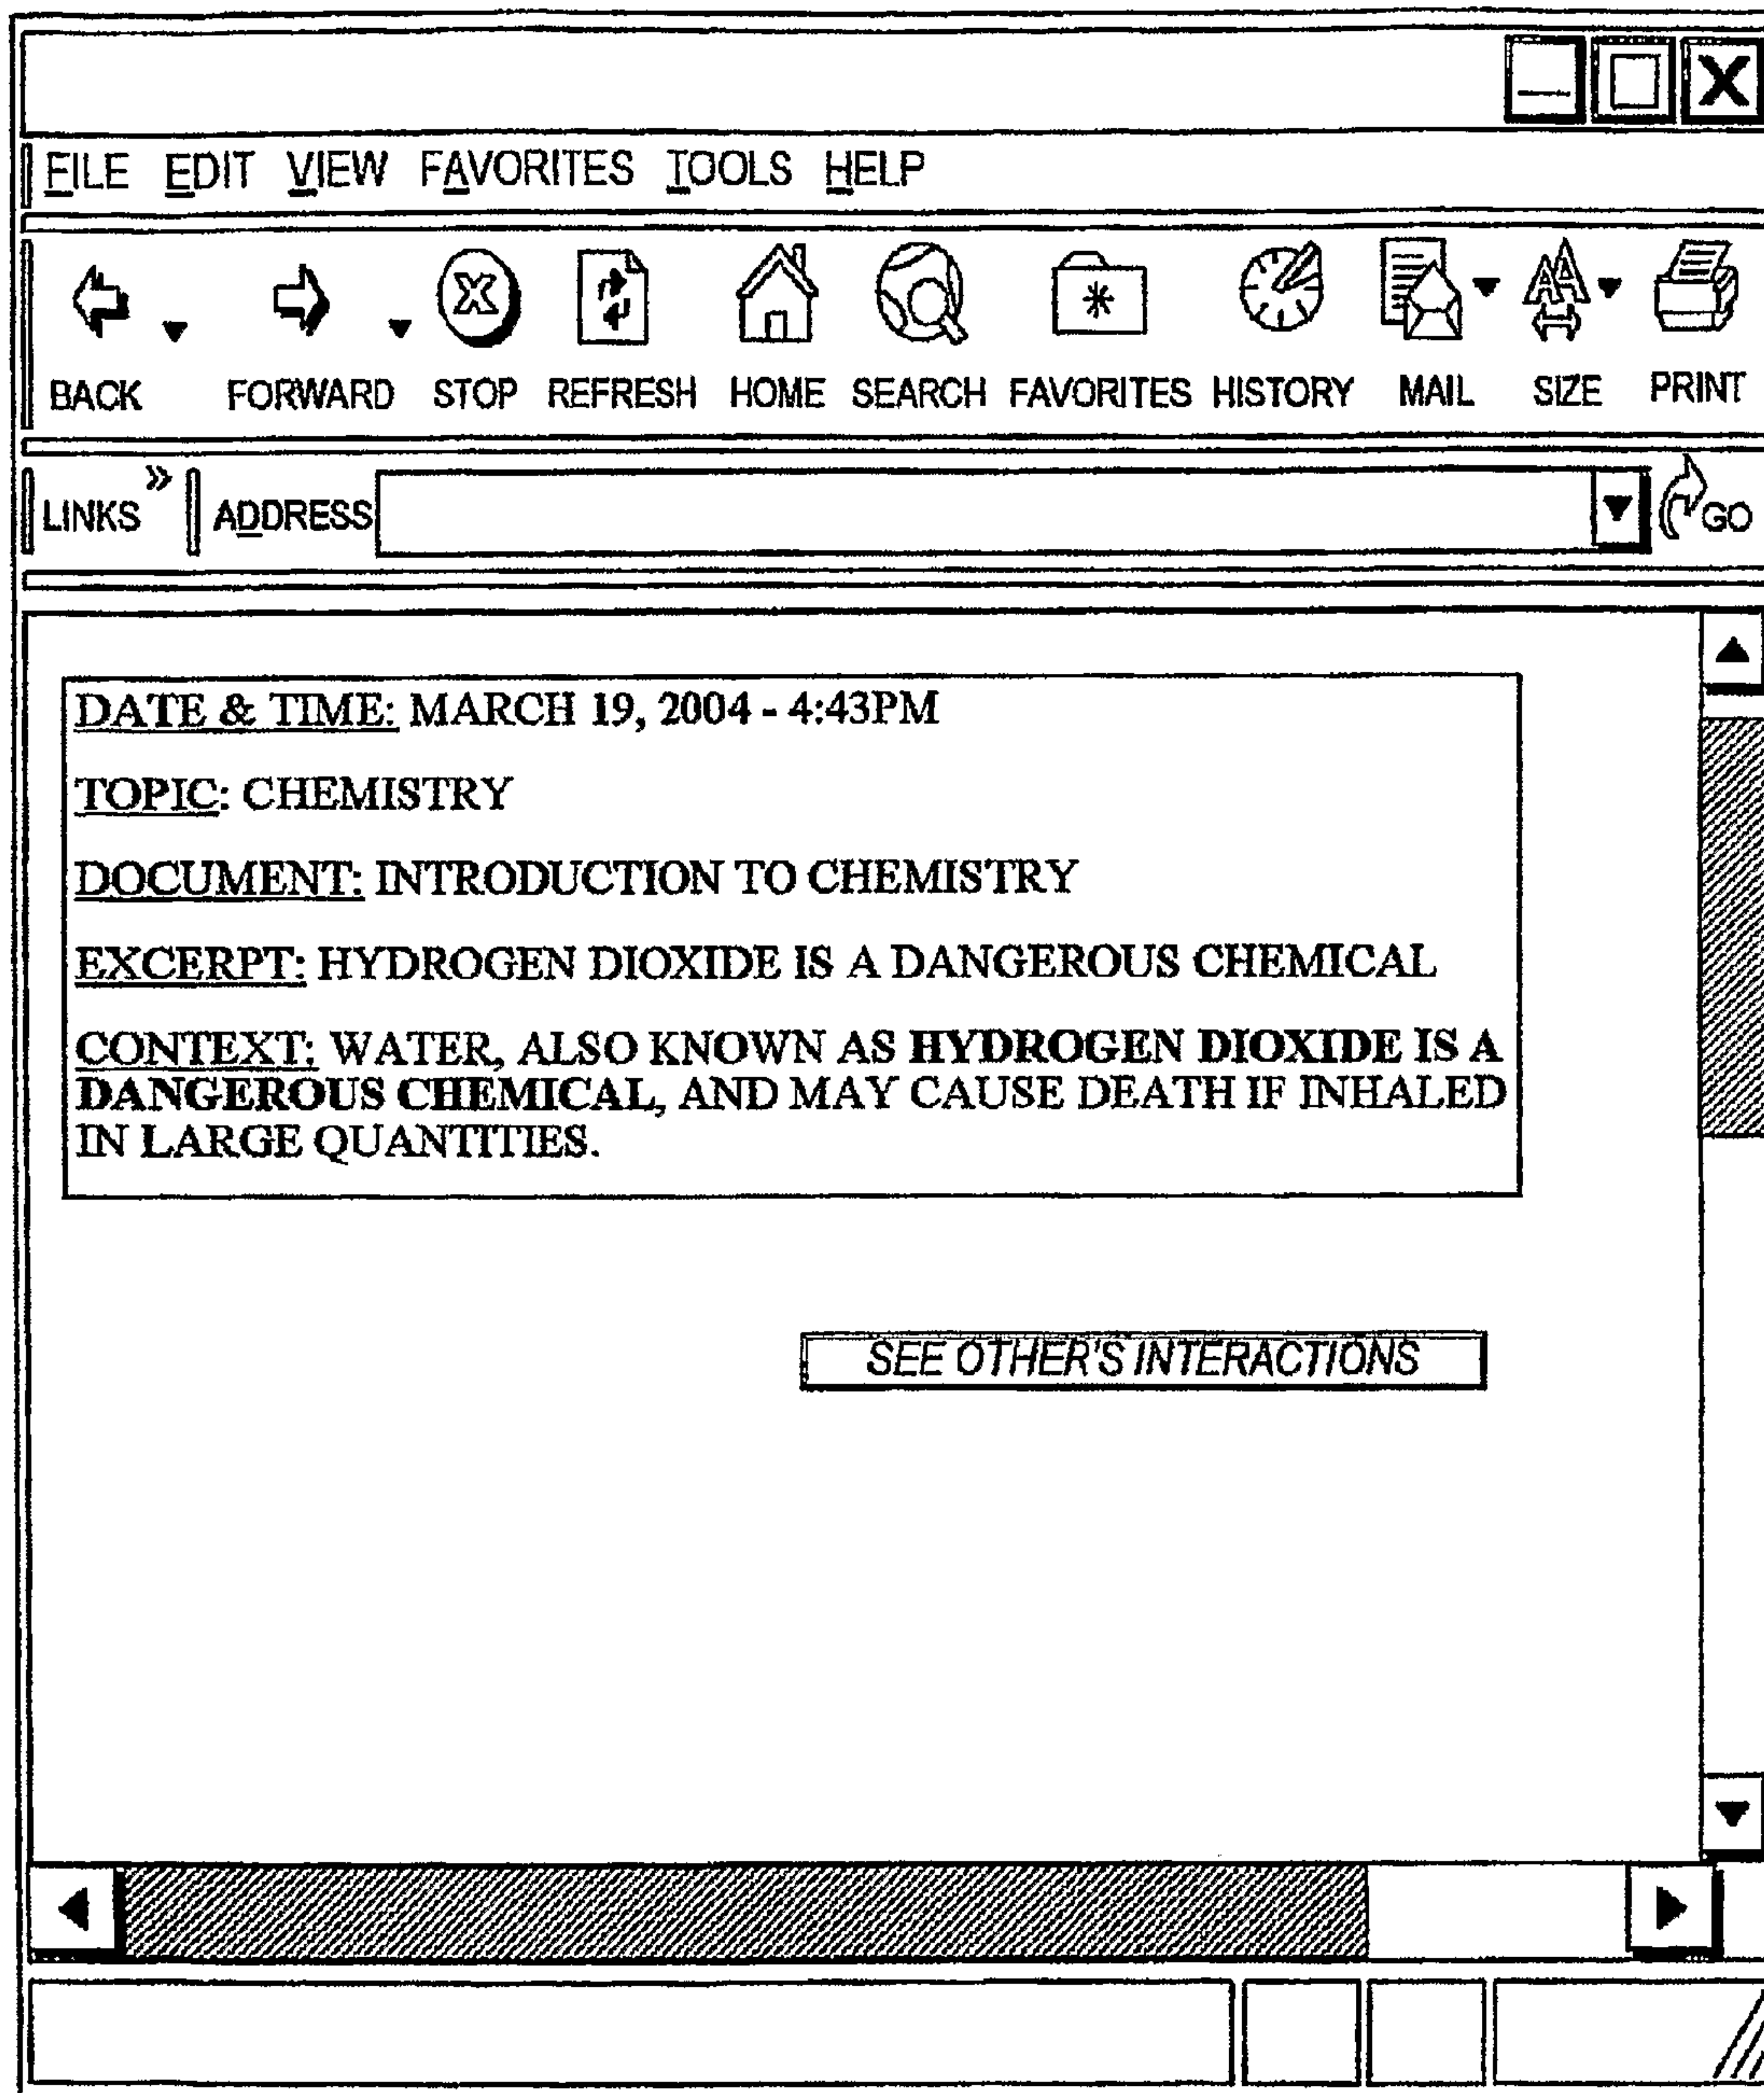 FILE EDIT VIEW FAVORITES TOOLS HELP
BACK FORWARD STOP REFRESH HOME SEARCH FAVORITES HISTORY MAIL SIZE PRINT
LINKS » ADDRESS GO
DATE & TIME: MARCH 19, 2004 - 4:43PM
TOPIC: CHEMISTRY
DOCUMENT: INTRODUCTION TO CHEMISTRY
EXCERPT: HYDROGEN DIOXIDE IS A DANGEROUS CHEMICAL
CONTEXT: WATER, ALSO KNOWN AS HYDROGEN DIOXIDE IS A
DANGEROUS CHEMICAL, AND MAY CAUSE DEATH IF INHALED
IN LARGE QUANTITIES.
SEE OTHER'S INTERACTIONS